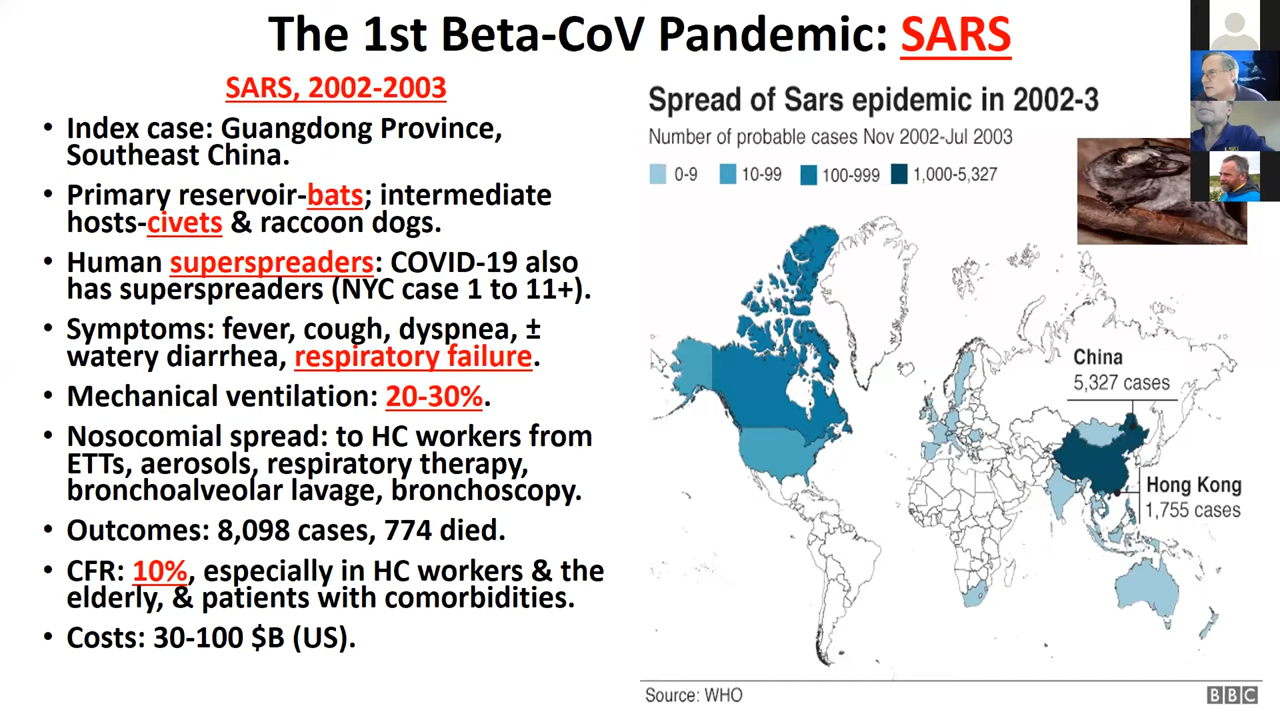 The 1st Beta-CoV Pandemic: SARS
SARS, 2002-2003
• Index case: Guangdong Province,
Southeast China.
• Primary reservoir-bats; intermediate
hosts-civets & raccoon dogs.
• Human superspreaders: COVID-19 also
has superspreaders (NYC case 1 to 11+).
• Symptoms: fever, cough, dyspnea, ±
watery diarrhea, respiratory failure.
• Mechanical ventilation: 20-30%.
• Nosocomial spread: to HC workers from
ETTs, aerosols, respiratory therapy,
bronchoalveolar lavage, bronchoscopy.
• Outcomes: 8,098 cases, 774 died.
• CFR: 10%, especially in HC workers & the
elderly, & patients with comorbidities.
• Costs: 30-100 $B (US).
Spread of Sars epidemic in 2002-3
Number of probable cases Nov 2002-Jul 2003
0-9 10-99 100-999 1,000-5,327
China
5,327 cases
Hong Kong
1,755 cases
Source: WHO
BBC